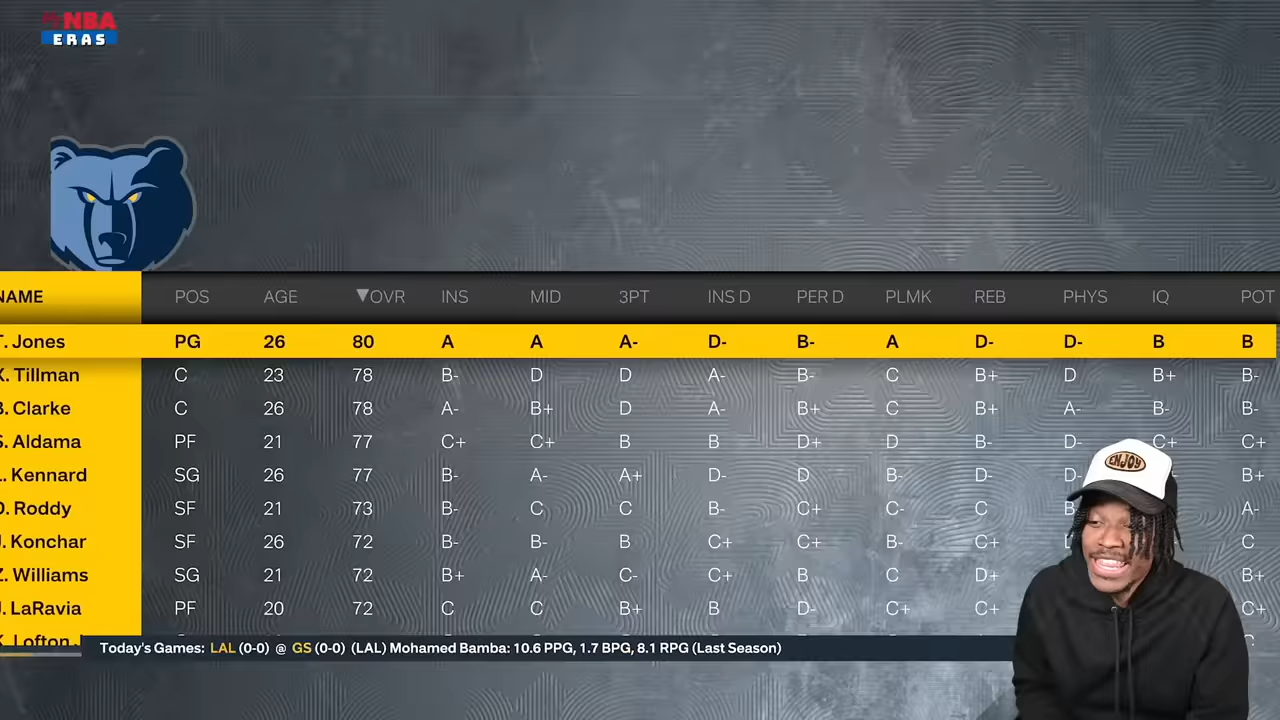 MyNBA
ERAS
NAME POS AGE ▼OVR INS MID 3PT INS D PER D PLMK REB PHYS IQ POT
T. Jones PG 26 80 A A A- D- B- A D- D- B B
X. Tillman C 23 78 B- D D A- B- C B+ D B+ B-
B. Clarke C 26 78 A- B+ D A- B+ C B+ A- B- B-
S. Aldama PF 21 77 C+ C+ B B D+ D B- D- C+ C+
L. Kennard SG 26 77 B- A- A+ D- D B- D- D- B+
D. Roddy SF 21 73 B- C C B- C+ C- C B A-
J. Konchar SF 26 72 B- B- B C+ C+ B- C+ C
Z. Williams SG 21 72 B+ A- C- C+ B C D+ B+
J. LaRavia PF 20 72 C C B+ B D- C+ C+ C+
K. Lofton
Today's Games: LAL (0-0) @ GS (0-0) (LAL) Mohamed Bamba: 10.6 PPG, 1.7 BPG, 8.1 RPG (Last Season)
ENJOY